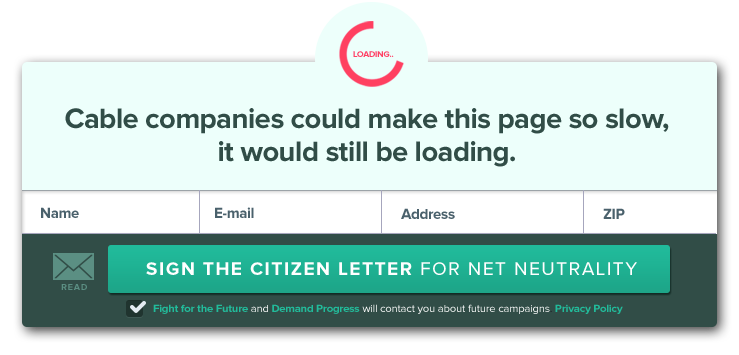 LOADING..
Cable companies could make this page so slow,
it would still be loading.
Name E-mail Address ZIP
SIGN THE CITIZEN LETTER FOR NET NEUTRALITY
READ
Fight for the Future and Demand Progress will contact you about future campaigns Privacy Policy